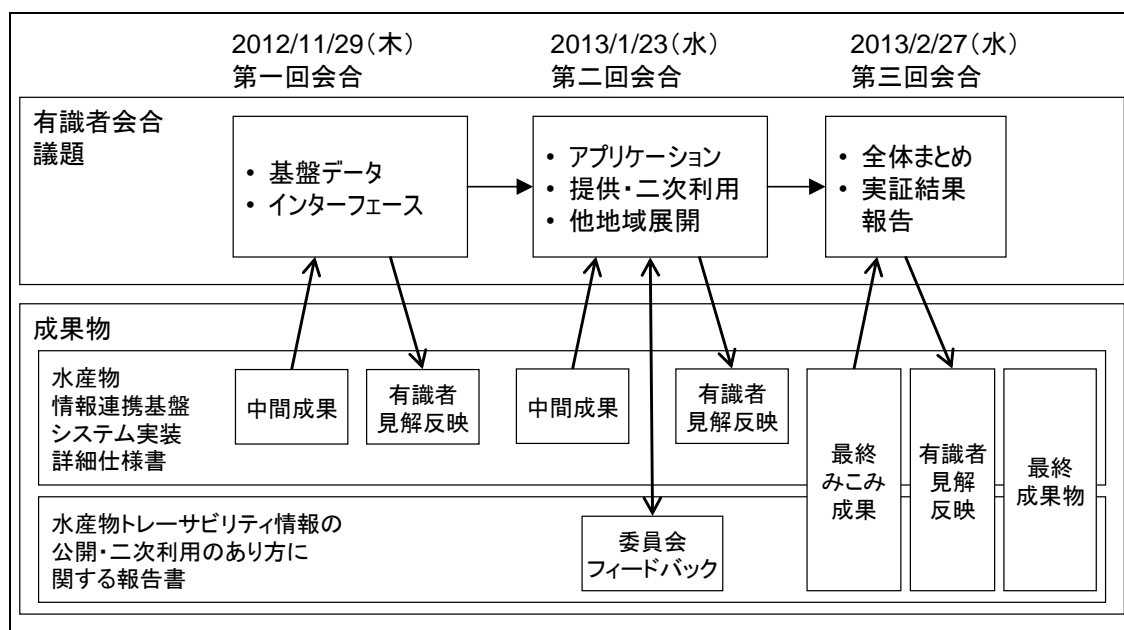 2012/11/29(木)
第一回会合
2013/1/23(水)
第二回会合
2013/2/27(水)
第三回会合
有識者会合
議題
• 基盤データ
• インターフェース
• アプリケーション
• 提供・二次利用
• 他地域展開
• 全体まとめ
• 実証結果
報告
成果物
水産物
情報連携基盤
システム実装
詳細仕様書
中間成果
有識者
見解反映
中間成果
有識者
見解反映
最終
みこみ
成果
有識者
見解
反映
最終
成果物
水産物トレーサビリティ情報の
公開・二次利用のあり方に
関する報告書
委員会
フィードバック